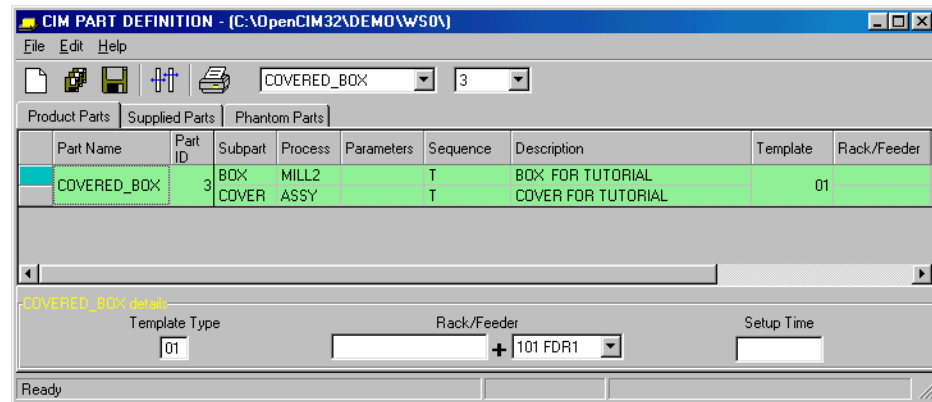 CIM PART DEFINITION - (C:\OpenCIM32\DEMO\WS0\)
File Edit Help
COVERED_BOX 3
Product Parts Supplied Parts Phantom Parts
Part Name Part ID Subpart Process Parameters Sequence Description Template Rack/Feeder
COVERED_BOX 3 BOX MILL2 T BOX FOR TUTORIAL 01
COVER ASSY T COVER FOR TUTORIAL
COVERED_BOX details
Template Type Rack/Feeder Setup Time
01 + 101 FDR1
Ready